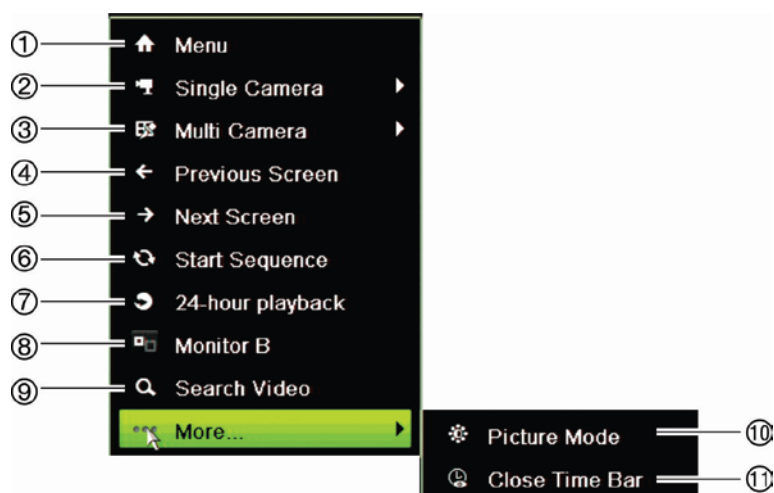 ① Menu
② Single Camera
③ Multi Camera
④ Previous Screen
⑤ Next Screen
⑥ Start Sequence
⑦ 24-hour playback
⑧ Monitor B
⑨ Search Video
More...
Picture Mode ⑩
Close Time Bar ⑪